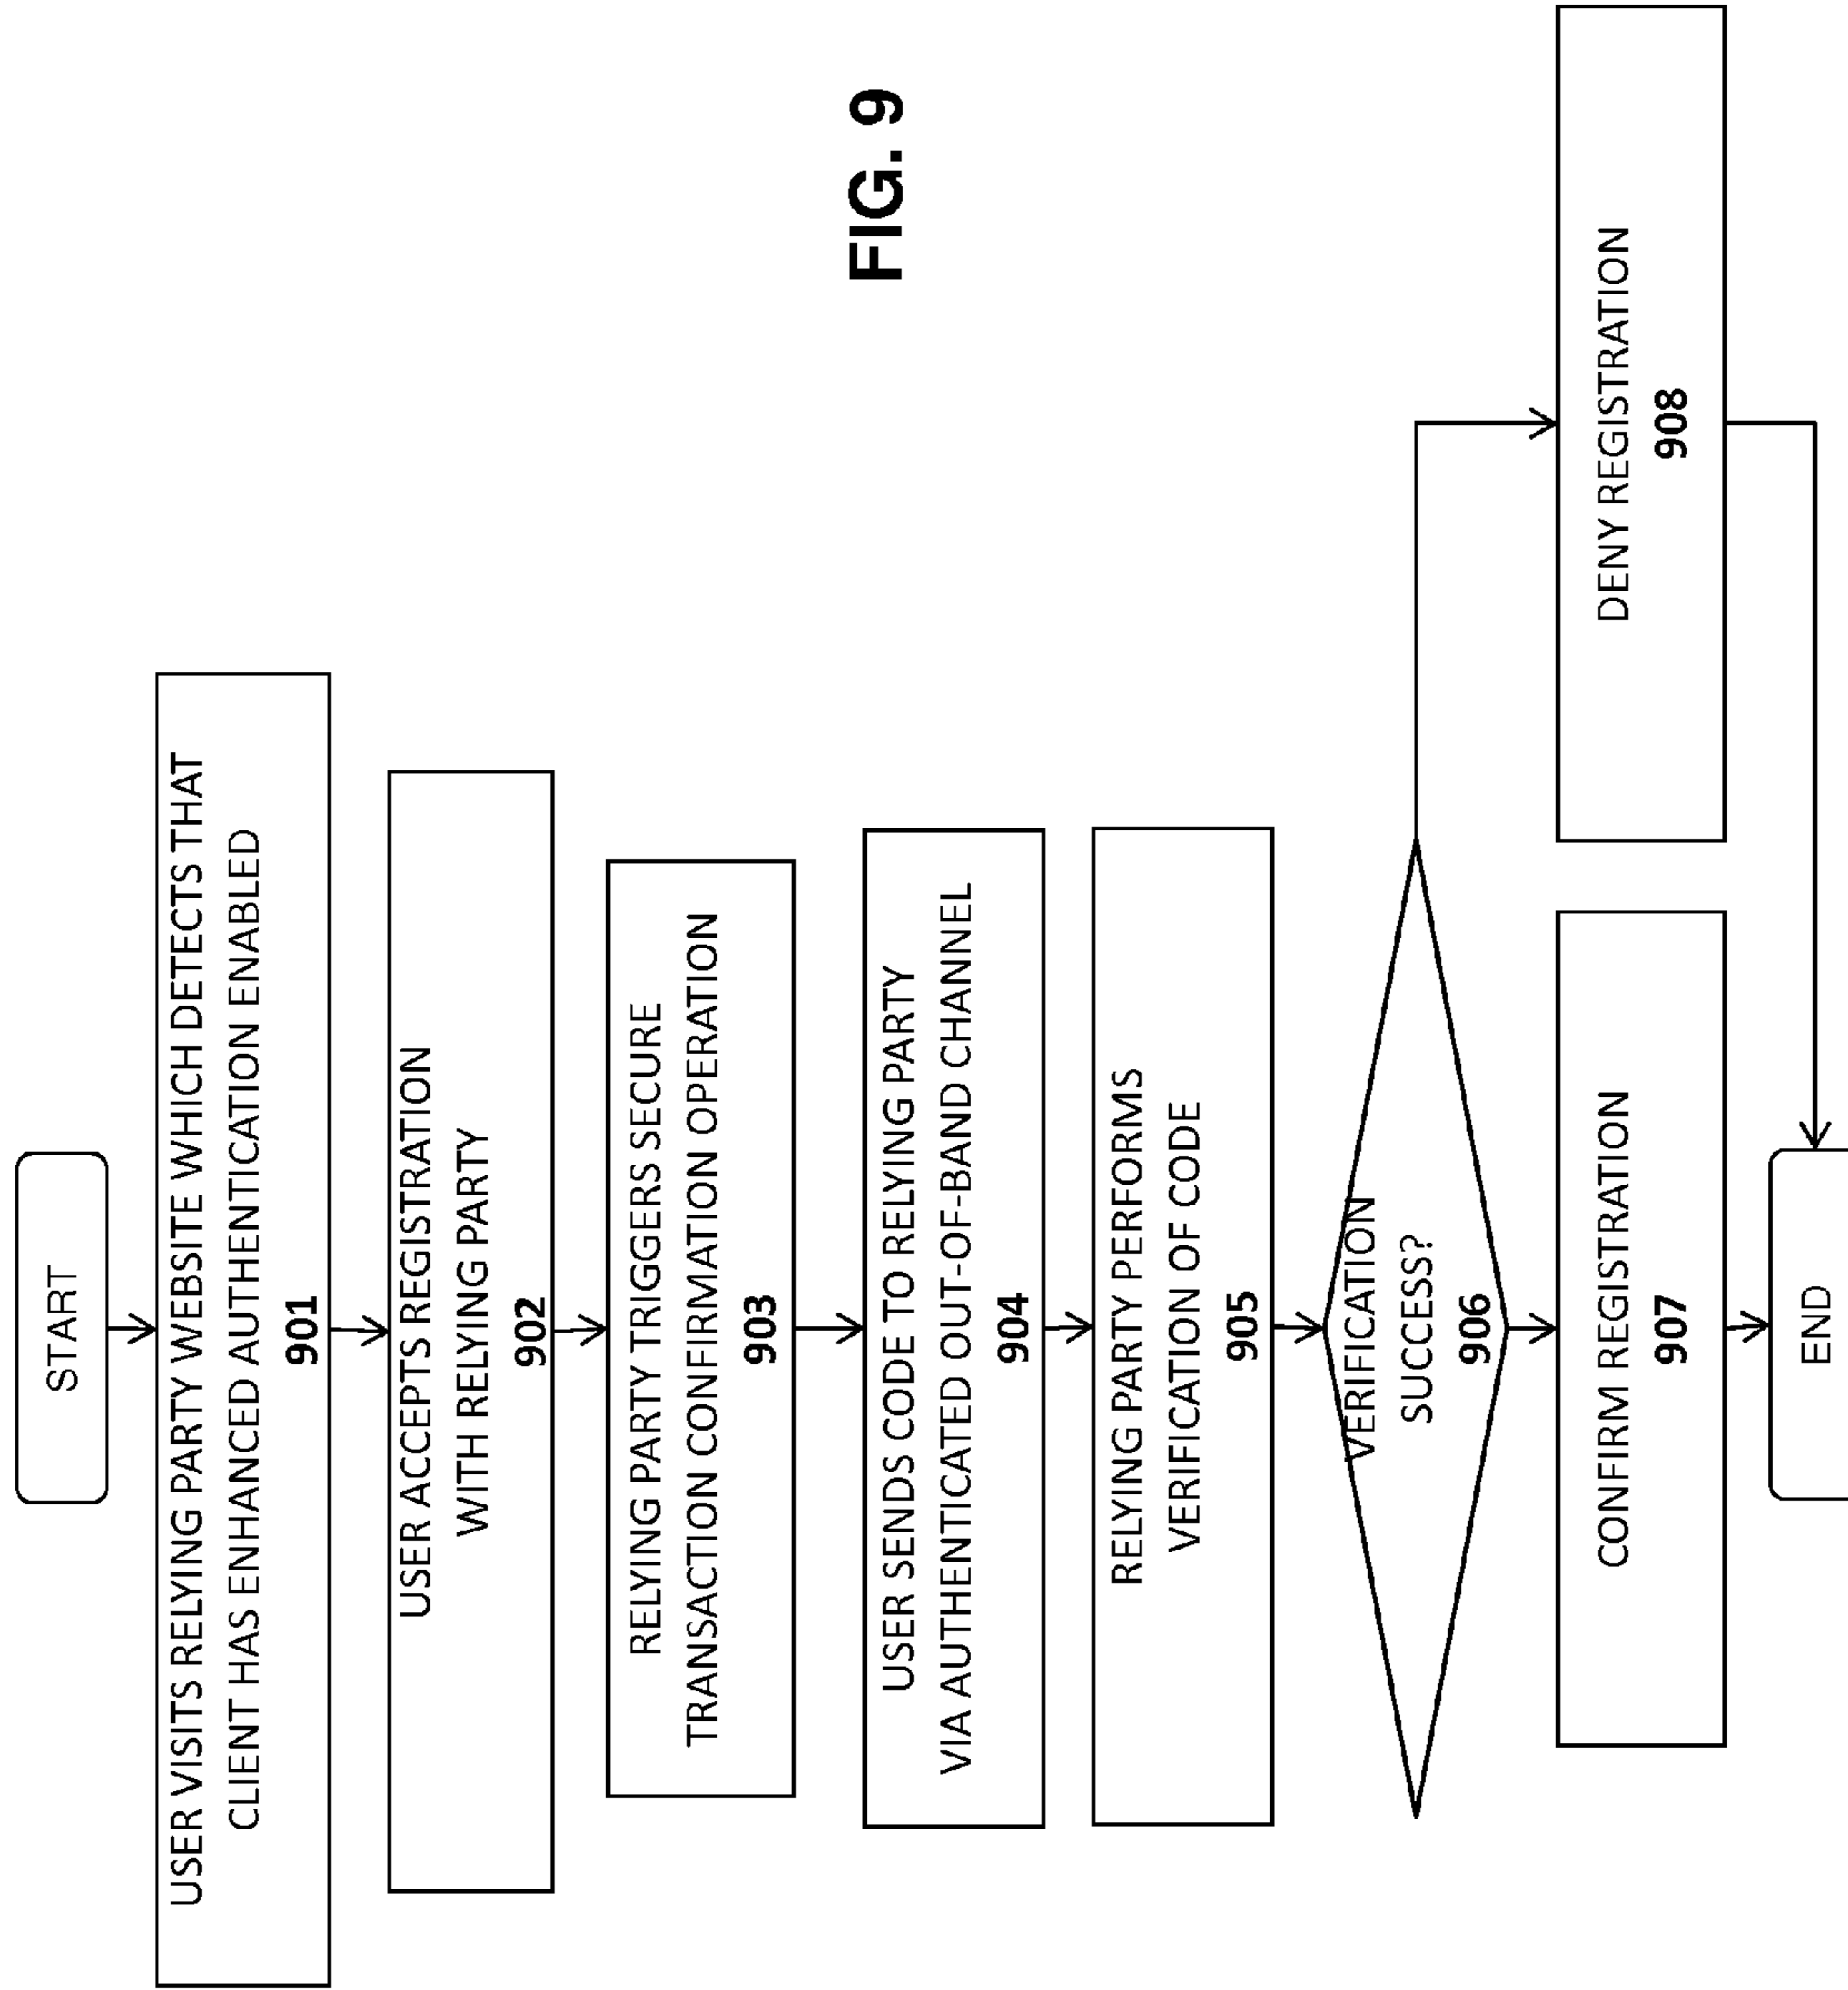 START
USER VISITS RELYING PARTY WEBSITE WHICH DETECTS THAT
CLIENT HAS ENHANCED AUTHENTICATION ENABLED
901
USER ACCEPTS REGISTRATION
WITH RELYING PARTY
902
RELYING PARTY TRIGGERS SECURE
TRANSACTION CONFIRMATION OPERATION
903
USER SENDS CODE TO RELYING PARTY
VIA AUTHENTICATED OUT-OF-BAND CHANNEL
904
RELYING PARTY PERFORMS
VERIFICATION OF CODE
905
VERIFICATION
SUCCESS?
906
CONFIRM REGISTRATION
907
DENY REGISTRATION
908
END
FIG. 9